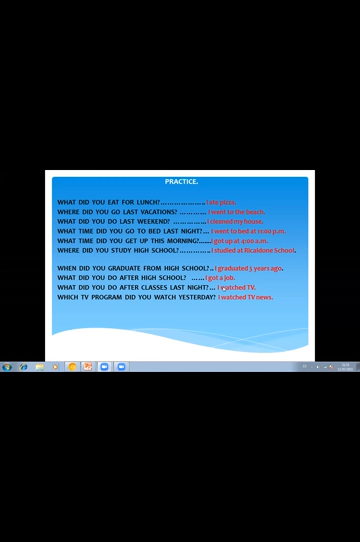 PRACTICE.
WHAT DID YOU EAT FOR LUNCH?................... I ate pizza.
WHERE DID YOU GO LAST VACATIONS? ............ I went to the beach.
WHAT DID YOU DO LAST WEEKEND? ...............I cleaned my house.
WHAT TIME DID YOU GO TO BED LAST NIGHT?... I went to bed at 11:00 p.m.
WHAT TIME DID YOU GET UP THIS MORNING?......I got up at 4:00 a.m.
WHERE DID YOU STUDY HIGH SCHOOL?.............. I studied at Ricaldone School.
WHEN DID YOU GRADUATE FROM HIGH SCHOOL?.. I graduated 5 years ago.
WHAT DID YOU DO AFTER HIGH SCHOOL? ......I got a job.
WHAT DID YOU DO AFTER CLASSES LAST NIGHT?... I watched TV.
WHICH TV PROGRAM DID YOU WATCH YESTERDAY? I watched TV news.